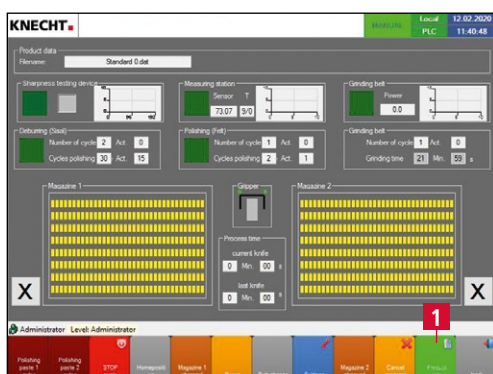 KNECHT
MANUAL
Local
PLC
12.02.2020
11:40:48
Product data
Filename:
Standard 0.dat
Sharpness testing device
Measuring station
Sensor T
73.07 9/0
Grinding belt
Power
0.0
Deburring (Sisal)
Number of cycle 2 Act. 0
Cycles polishing 30 Act. 15
Polishing (Felt)
Number of cycle 1 Act. 0
Cycles polishing 2 Act. 1
Grinding belt
Number of cycle 1 Act. 0
Grinding time 21 Min. 59 s
Magazine 1
Gripper
Magazine 2
Process time
current knife
0 Min. 00 s
last knife
0 Min. 00 s
X
X
Administrator Level: Administrator
1
Polishing
paste 1
Polishing
paste 2
STOP
Magazine 1
Magazine 2
Cancel
Product